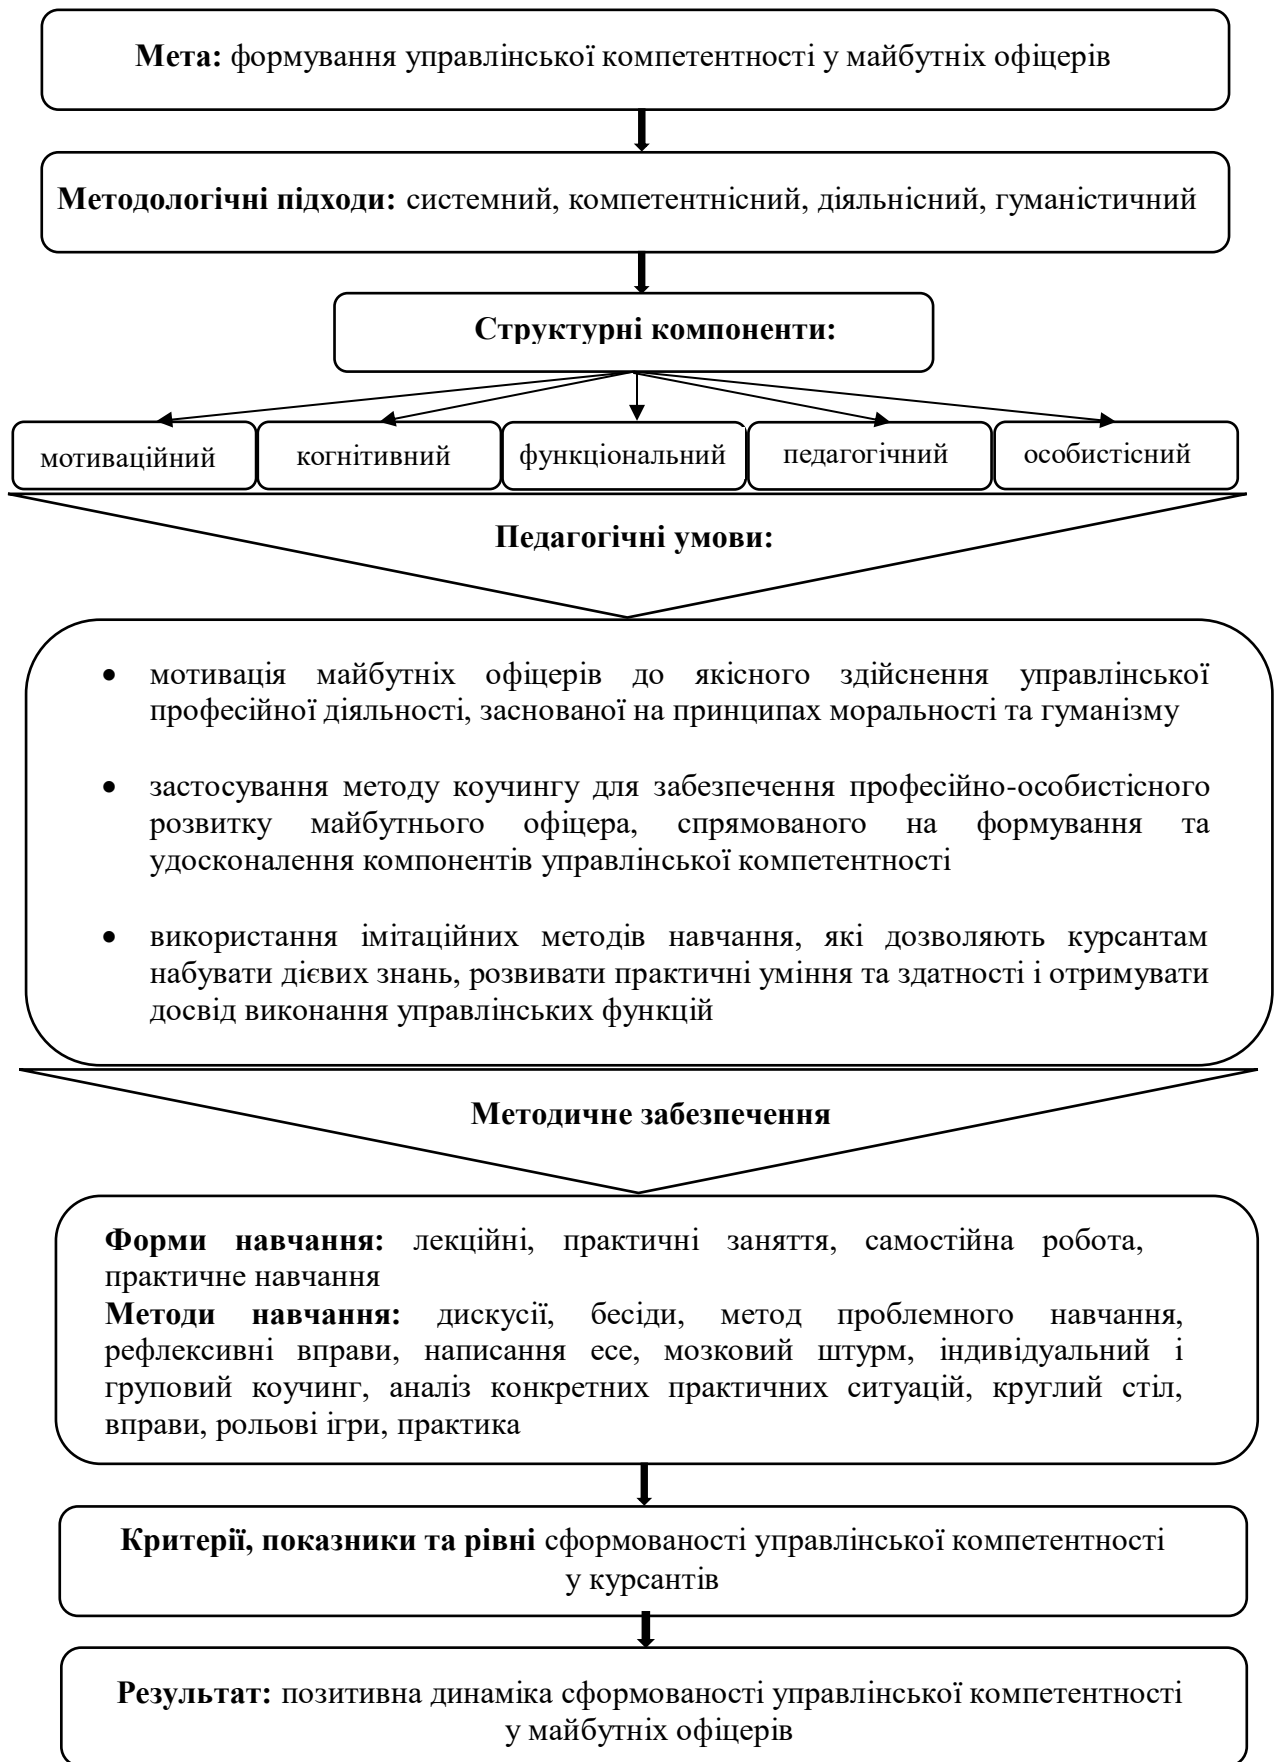 Мета: формування управлінської компетентності у майбутніх офіцерів
Методологічні підходи: системний, компетентнісний, діяльнісний, гуманістичний
Структурні компоненти:
мотиваційний когнітивний функціональний педагогічний особистісний
Педагогічні умови:
• мотивація майбутніх офіцерів до якісного здійснення управлінської
професійної діяльності, заснованої на принципах моральності та гуманізму
• застосування методу коучингу для забезпечення професійно-особистісного
розвитку майбутнього офіцера, спрямованого на формування та
удосконалення компонентів управлінської компетентності
• використання імітаційних методів навчання, які дозволяють курсантам
набувати дієвих знань, розвивати практичні уміння та здатності і отримувати
досвід виконання управлінських функцій
Методичне забезпечення
Форми навчання: лекційні, практичні заняття, самостійна робота,
практичне навчання
Методи навчання: дискусії, бесіди, метод проблемного навчання,
рефлексивні вправи, написання есе, мозковий штурм, індивідуальний і
груповий коучинг, аналіз конкретних практичних ситуацій, круглий стіл,
вправи, рольові ігри, практика
Критерії, показники та рівні сформованості управлінської компетентності
у курсантів
Результат: позитивна динаміка сформованості управлінської компетентності
у майбутніх офіцерів